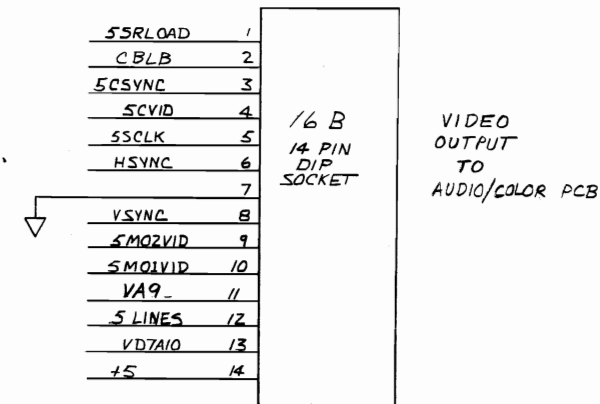 5SRLOAD 1
CBLB 2
5CSYNC 3
5CVID 4
5SCLK 5
HSYNC 6
7
VSYNC 8
5MO2VID 9
5MO1VID 10
VA9 11
5 LINES 12
VD7A10 13
+5 14
16 B
14 PIN
DIP
SOCKET
VIDEO
OUTPUT
TO
AUDIO/COLOR PCB